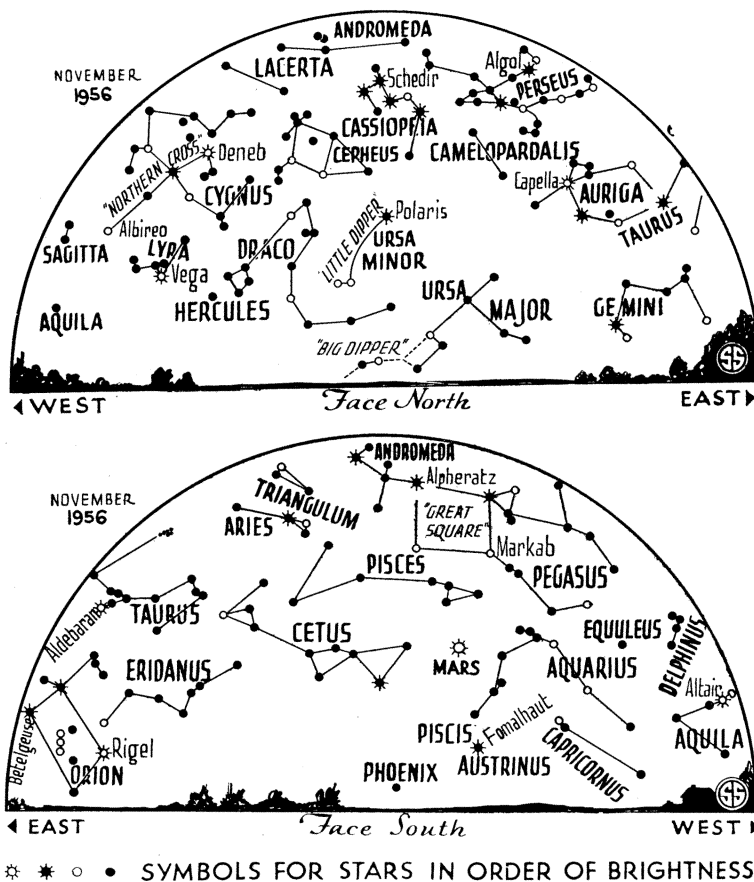 ANDROMEDA
NOVEMBER
1956
LACERTA
Schedir
Algol
PERSEUS
CASSIOPEIA
CEPHEUS
CAMELOPARDALIS
"NORTHERN CROSS"
Deneb
CYGNUS
Capella
AURIGA
TAURUS
Albireo
SAGITTA
LYRA
Vega
DRACO
"LITTLE DIPPER"
Polaris
URSA
MINOR
HERCULES
AQUILA
URSA MAJOR
GEMINI
"BIG DIPPER"
SS
WEST
Face North
EAST
ANDROMEDA
NOVEMBER
1956
Alpheratz
TRIANGULUM
ARIES
"GREAT
SQUARE"
Markab
PISCES
PEGASUS
Aldebaran
TAURUS
CETUS
EQUULEUS
DELPHINUS
ERIDANUS
MARS
AQUARIUS
Altair
Betelgeuse
Rigel
ORION
PISCIS
Fomalhaut
AUSTRINUS
CAPRICORNUS
AQUILA
PHOENIX
SS
EAST
Face South
WEST
SYMBOLS FOR STARS IN ORDER OF BRIGHTNESS